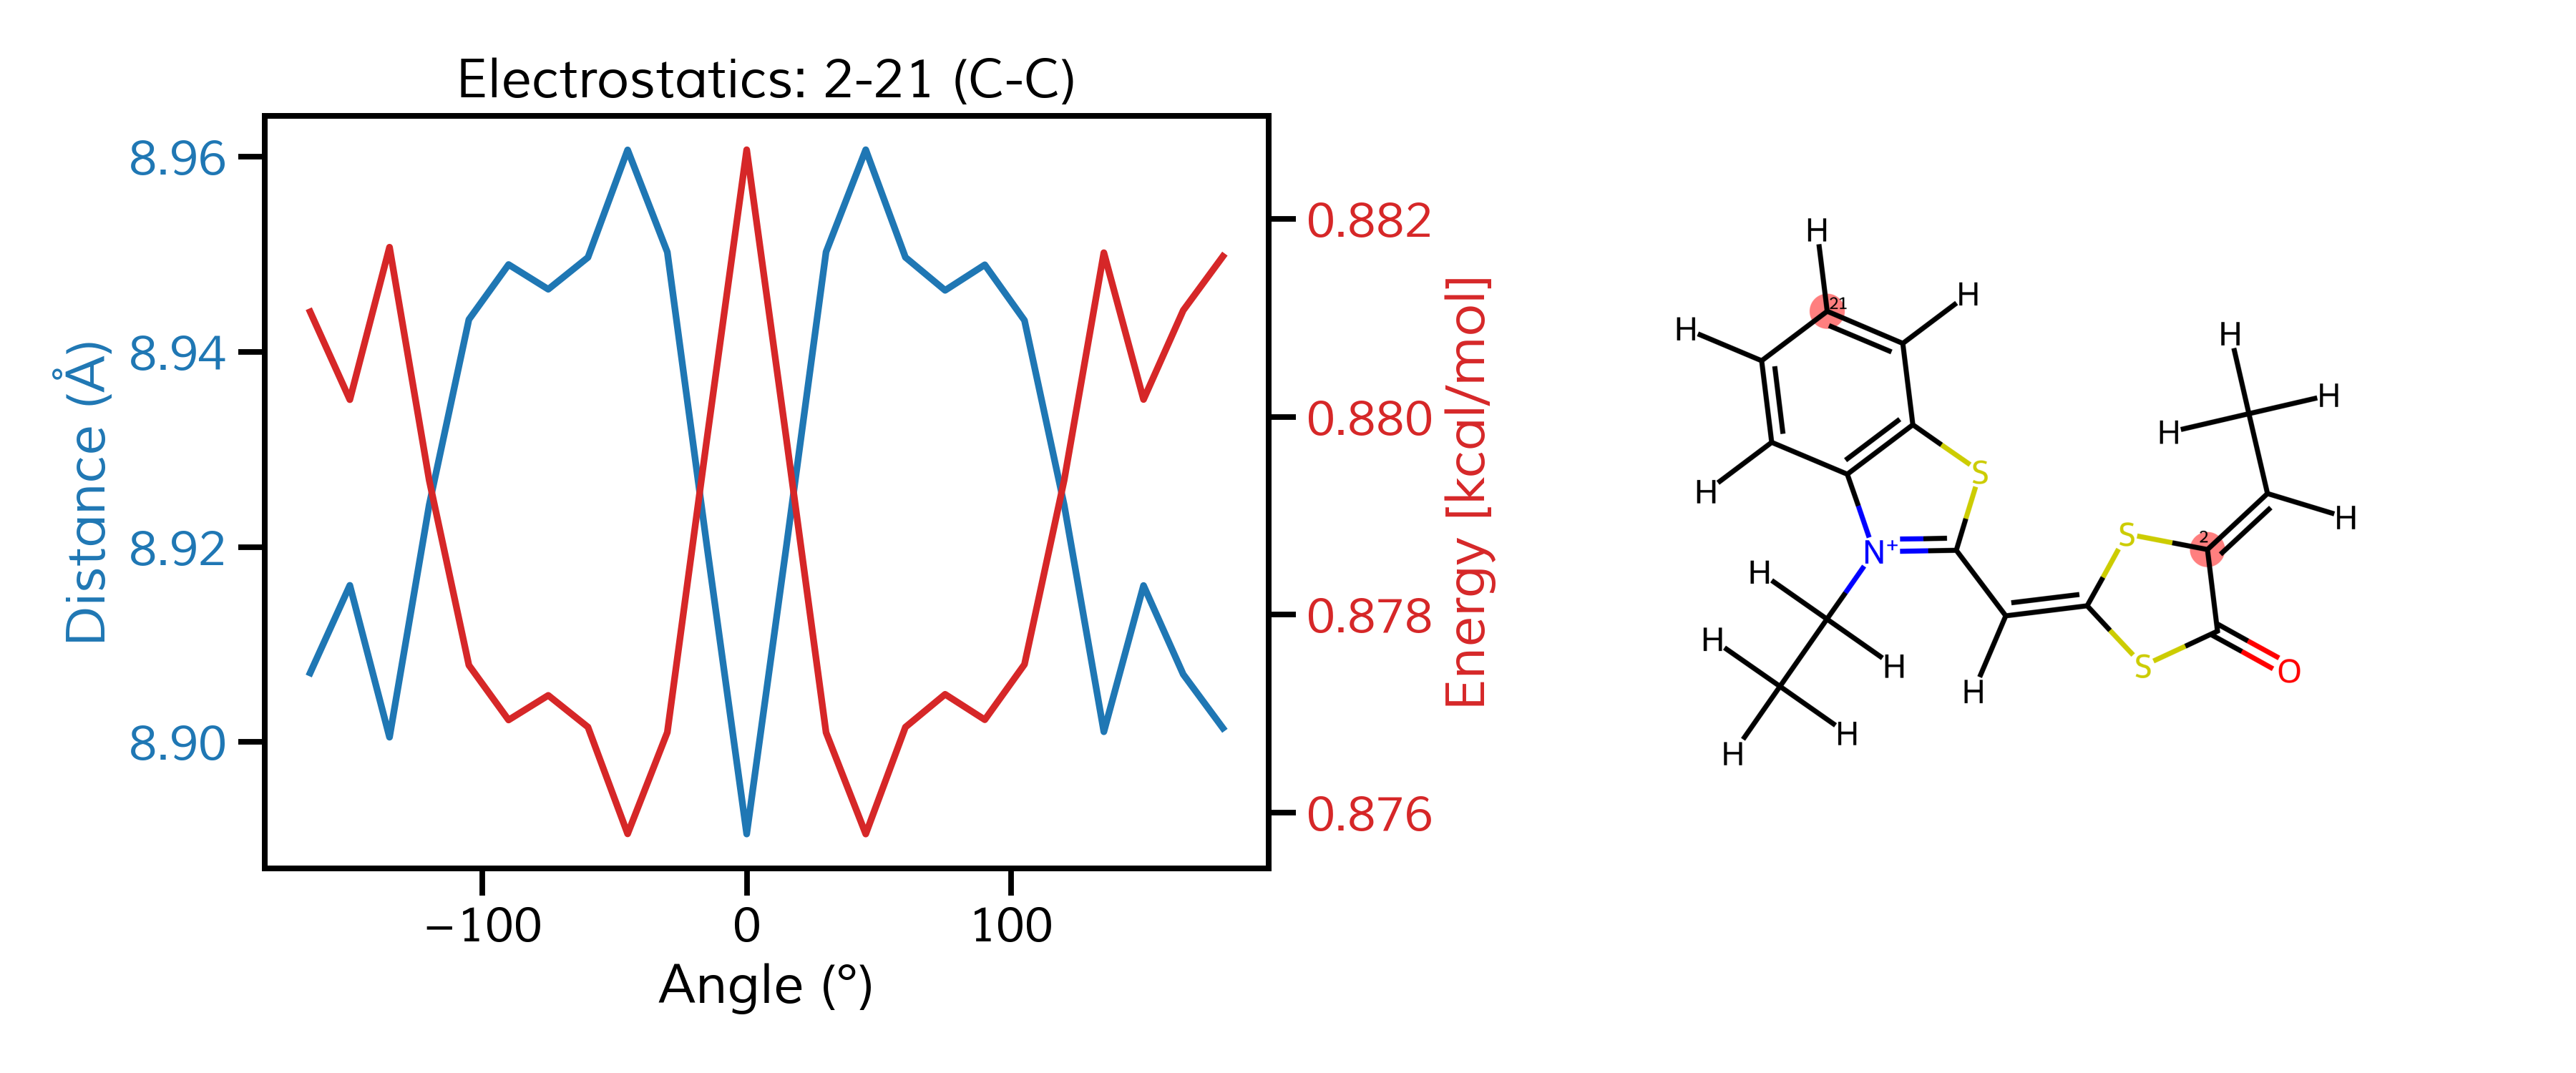 Electrostatics: 2-21 (C-C)
Distance (Å)
8.96
8.94
8.92
8.90
−100
0
100
Angle (°)
0.882
0.880
0.878
0.876
Energy [kcal/mol]
H
H
H
21
H
S
N⁺
H
H
H
H
H
H
S
2
S
O
H
H
H
H